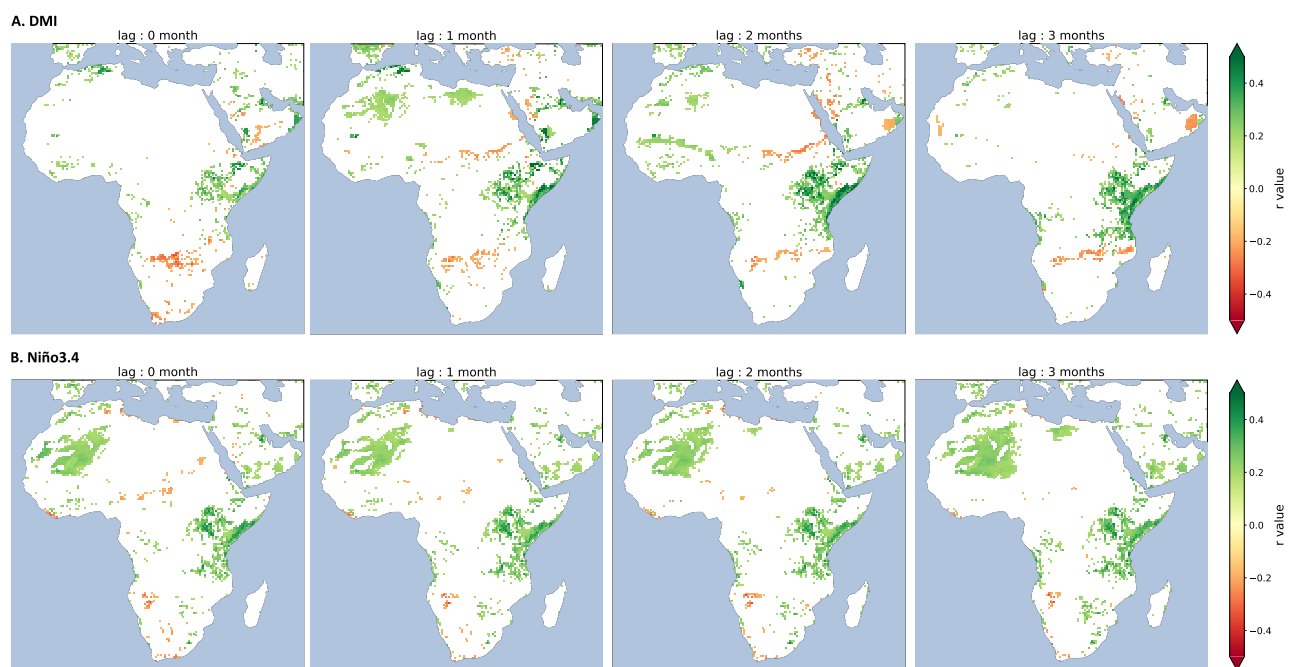 A. DMI
lag : 0 month
lag : 1 month
lag : 2 months
lag : 3 months
0.4
0.2
0.0
−0.2
−0.4
r value
B. Niño3.4
lag : 0 month
lag : 1 month
lag : 2 months
lag : 3 months
0.4
0.2
0.0
−0.2
−0.4
r value